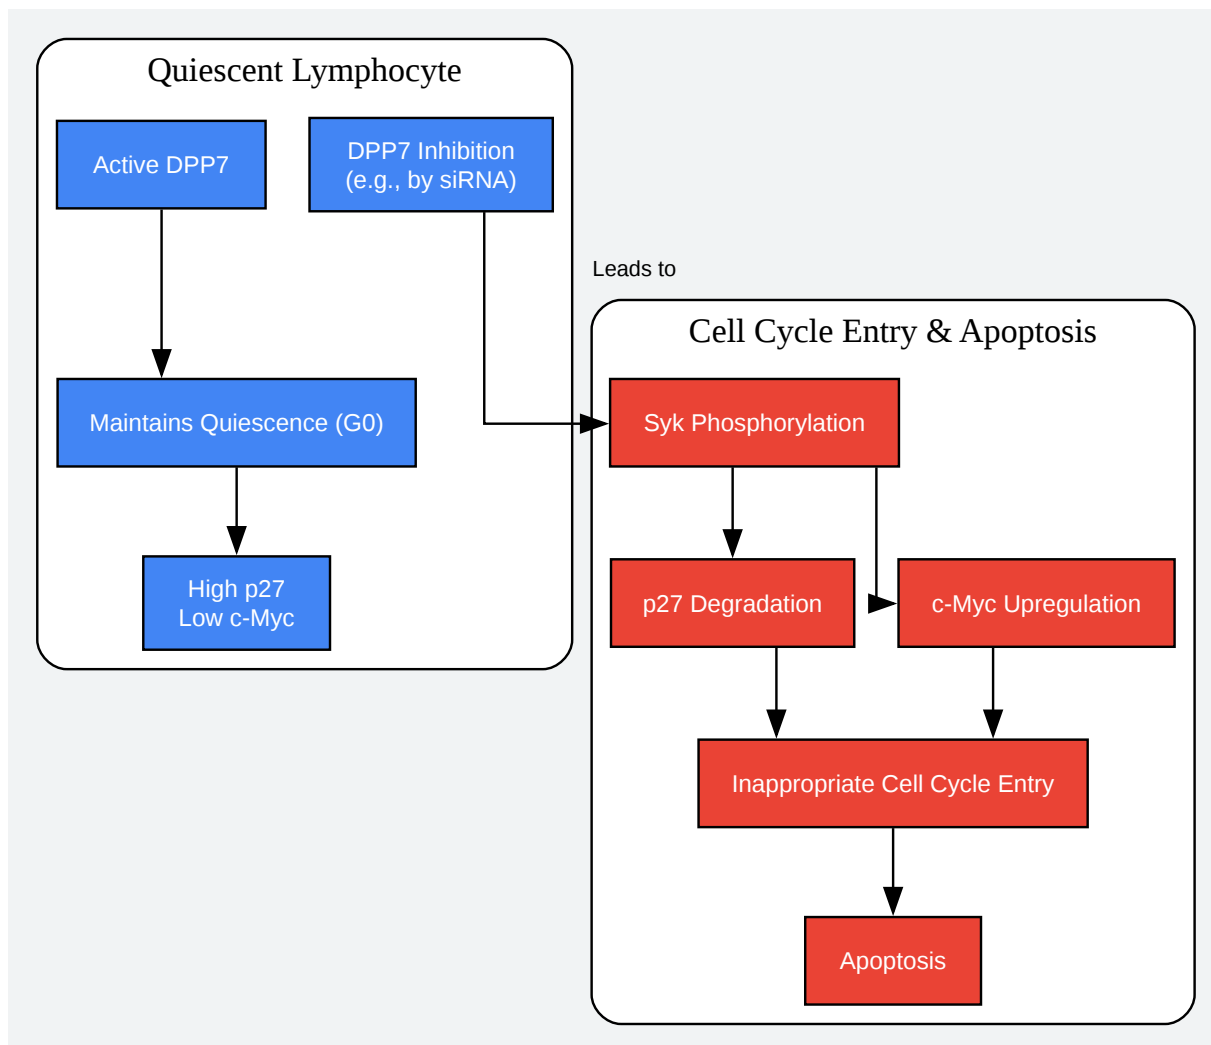 Quiescent Lymphocyte
Active DPP7
DPP7 Inhibition
(e.g., by siRNA)
Maintains Quiescence (G0)
High p27
Low c-Myc
Leads to
Cell Cycle Entry & Apoptosis
Syk Phosphorylation
p27 Degradation
c-Myc Upregulation
Inappropriate Cell Cycle Entry
Apoptosis